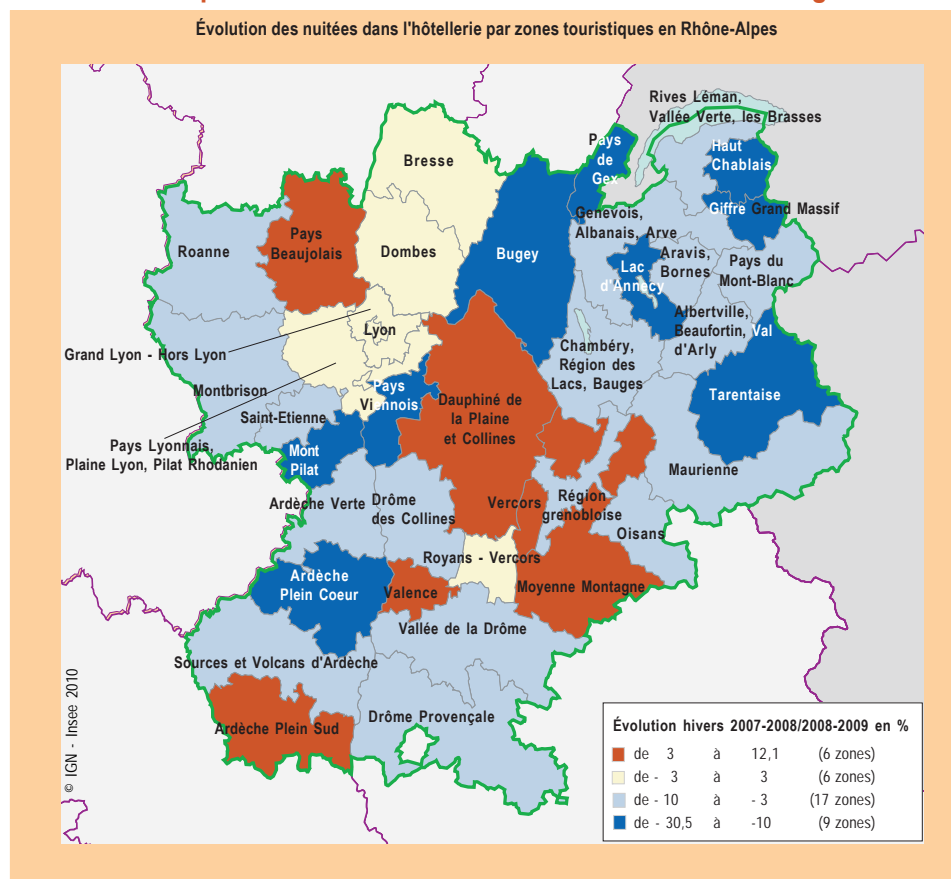 Évolution des nuitées dans l'hôtellerie par zones touristiques en Rhône-Alpes
Rives Léman,
Vallée Verte, les Brasses
Pays
de
Gex
Haut
Chablais
Bresse
Giffre Grand Massif
Genevois,
Albanais, Arve
Pays
Beaujolais
Roanne
Dombes
Bugey
Aravis,
Bornes
Lac
d'Annecy
Pays du
Mont-Blanc
Albertville,
Beaufortin,
d'Arly
Val
Tarentaise
Lyon
Grand Lyon - Hors Lyon
Chambéry,
Région des
Lacs, Bauges
Montbrison
Pays
Viennois
Dauphiné de
la Plaine
et Collines
Saint-Etienne
Pays Lyonnais,
Plaine Lyon, Pilat Rhodanien
Mont
Pilat
Maurienne
Ardèche Verte
Drôme
des Collines
Vercors
Région
grenobloise
Oisans
Royans - Vercors
Ardèche
Plein Coeur
Valence
Moyenne Montagne
Vallée de la Drôme
Sources et Volcans d'Ardèche
Drôme Provençale
Ardèche Plein Sud
© IGN - Insee 2010
Évolution hivers 2007-2008/2008-2009 en %
de 3 à 12,1 (6 zones)
de - 3 à 3 (6 zones)
de - 10 à - 3 (17 zones)
de - 30,5 à -10 (9 zones)